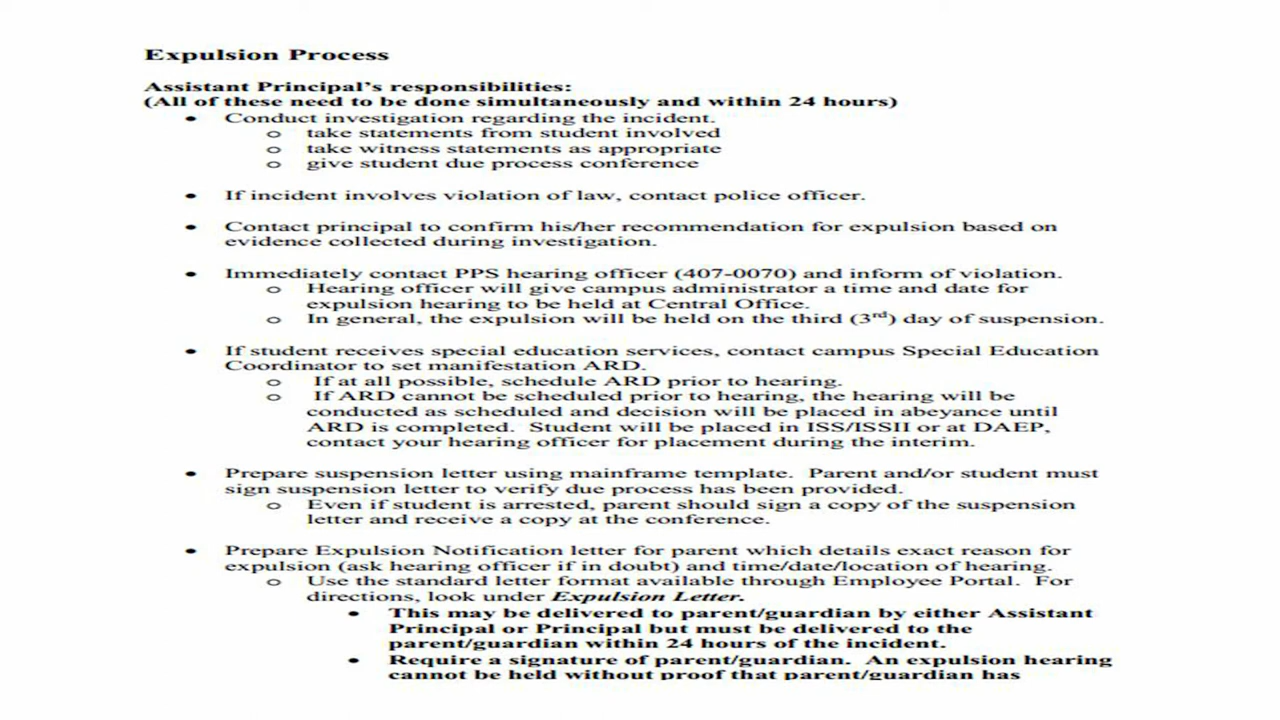 Expulsion Process
Assistant Principal's responsibilities:
(All of these need to be done simultaneously and within 24 hours)
• Conduct investigation regarding the incident.
o take statements from student involved
o take witness statements as appropriate
o give student due process conference
• If incident involves violation of law, contact police officer.
• Contact principal to confirm his/her recommendation for expulsion based on
evidence collected during investigation.
• Immediately contact PPS hearing officer (407-0070) and inform of violation.
o Hearing officer will give campus administrator a time and date for
expulsion hearing to be held at Central Office.
o In general, the expulsion will be held on the third (3rd) day of suspension.
• If student receives special education services, contact campus Special Education
Coordinator to set manifestation ARD.
o If at all possible, schedule ARD prior to hearing.
o If ARD cannot be scheduled prior to hearing, the hearing will be
conducted as scheduled and decision will be placed in abeyance until
ARD is completed. Student will be placed in ISS/ISSII or at DAEP,
contact your hearing officer for placement during the interim.
• Prepare suspension letter using mainframe template. Parent and/or student must
sign suspension letter to verify due process has been provided.
o Even if student is arrested, parent should sign a copy of the suspension
letter and receive a copy at the conference.
• Prepare Expulsion Notification letter for parent which details exact reason for
expulsion (ask hearing officer if in doubt) and time/date/location of hearing.
o Use the standard letter format available through Employee Portal. For
directions, look under Expulsion Letter.
• This may be delivered to parent/guardian by either Assistant
Principal or Principal but must be delivered to the
parent/guardian within 24 hours of the incident.
• Require a signature of parent/guardian. An expulsion hearing
cannot be held without proof that parent/guardian has